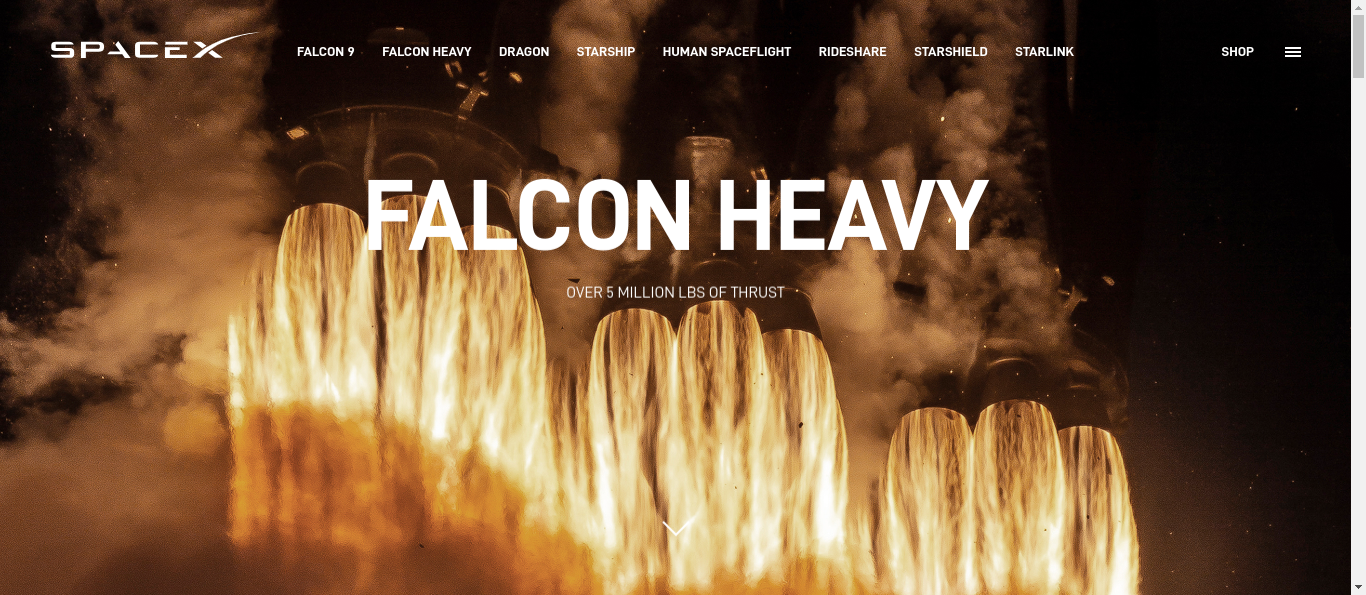 SPACEX FALCON 9 FALCON HEAVY DRAGON STARSHIP HUMAN SPACEFLIGHT RIDESHARE STARSHIELD STARLINK SHOP
FALCON HEAVY
OVER 5 MILLION LBS OF THRUST